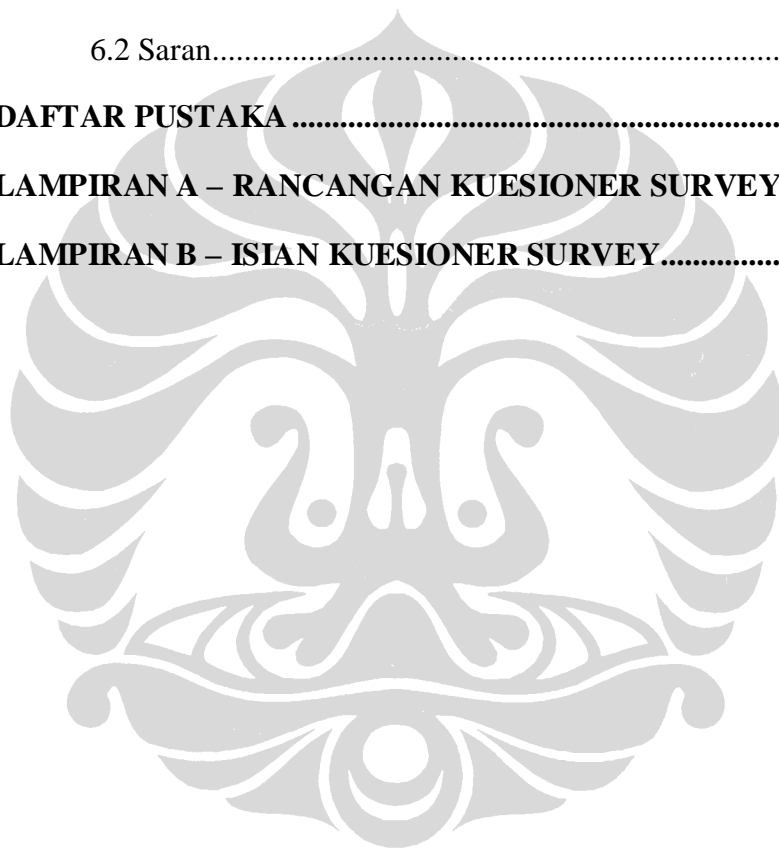 6.2 Saran.......................................................................
DAFTAR PUSTAKA .............................................................
LAMPIRAN A – RANCANGAN KUESIONER SURVEY
LAMPIRAN B – ISIAN KUESIONER SURVEY...............